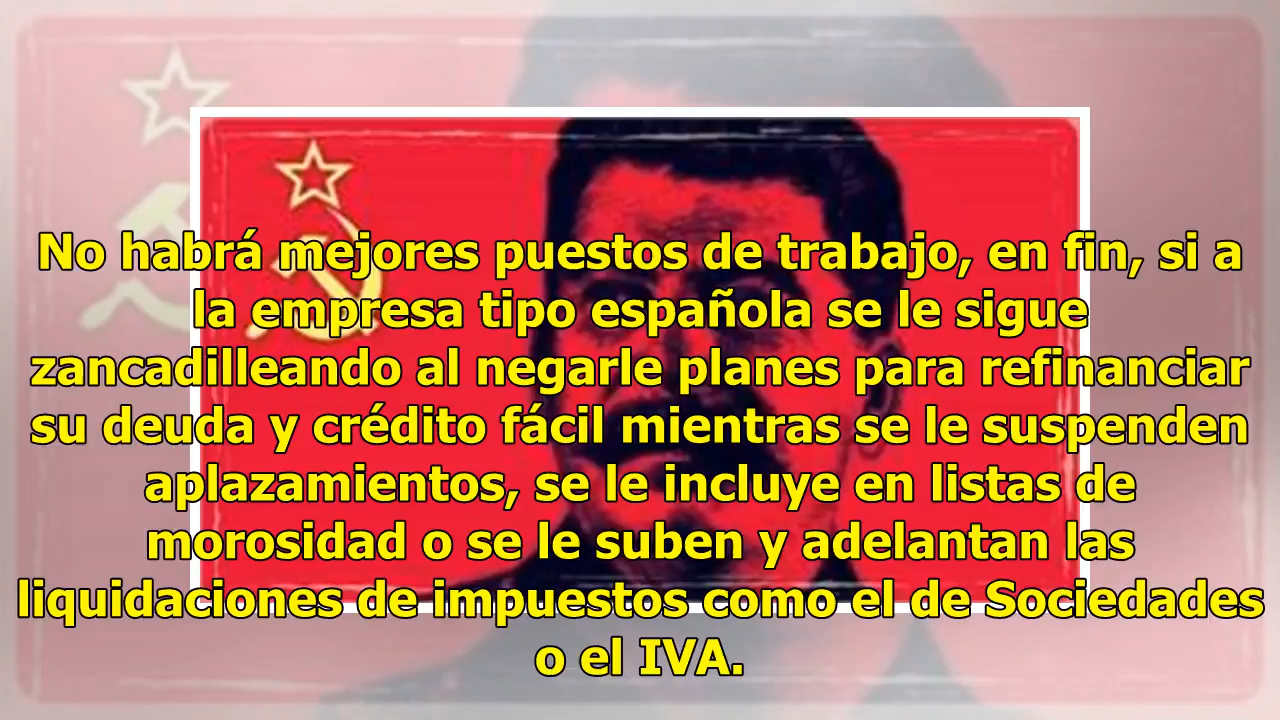 No habrá mejores puestos de trabajo, en fin, si a
la empresa tipo española se le sigue
zancadilleando al negarle planes para refinanciar
su deuda y crédito fácil mientras se le suspenden
aplazamientos, se le incluye en listas de
morosidad o se le suben y adelantan las
liquidaciones de impuestos como el de Sociedades
o el IVA.